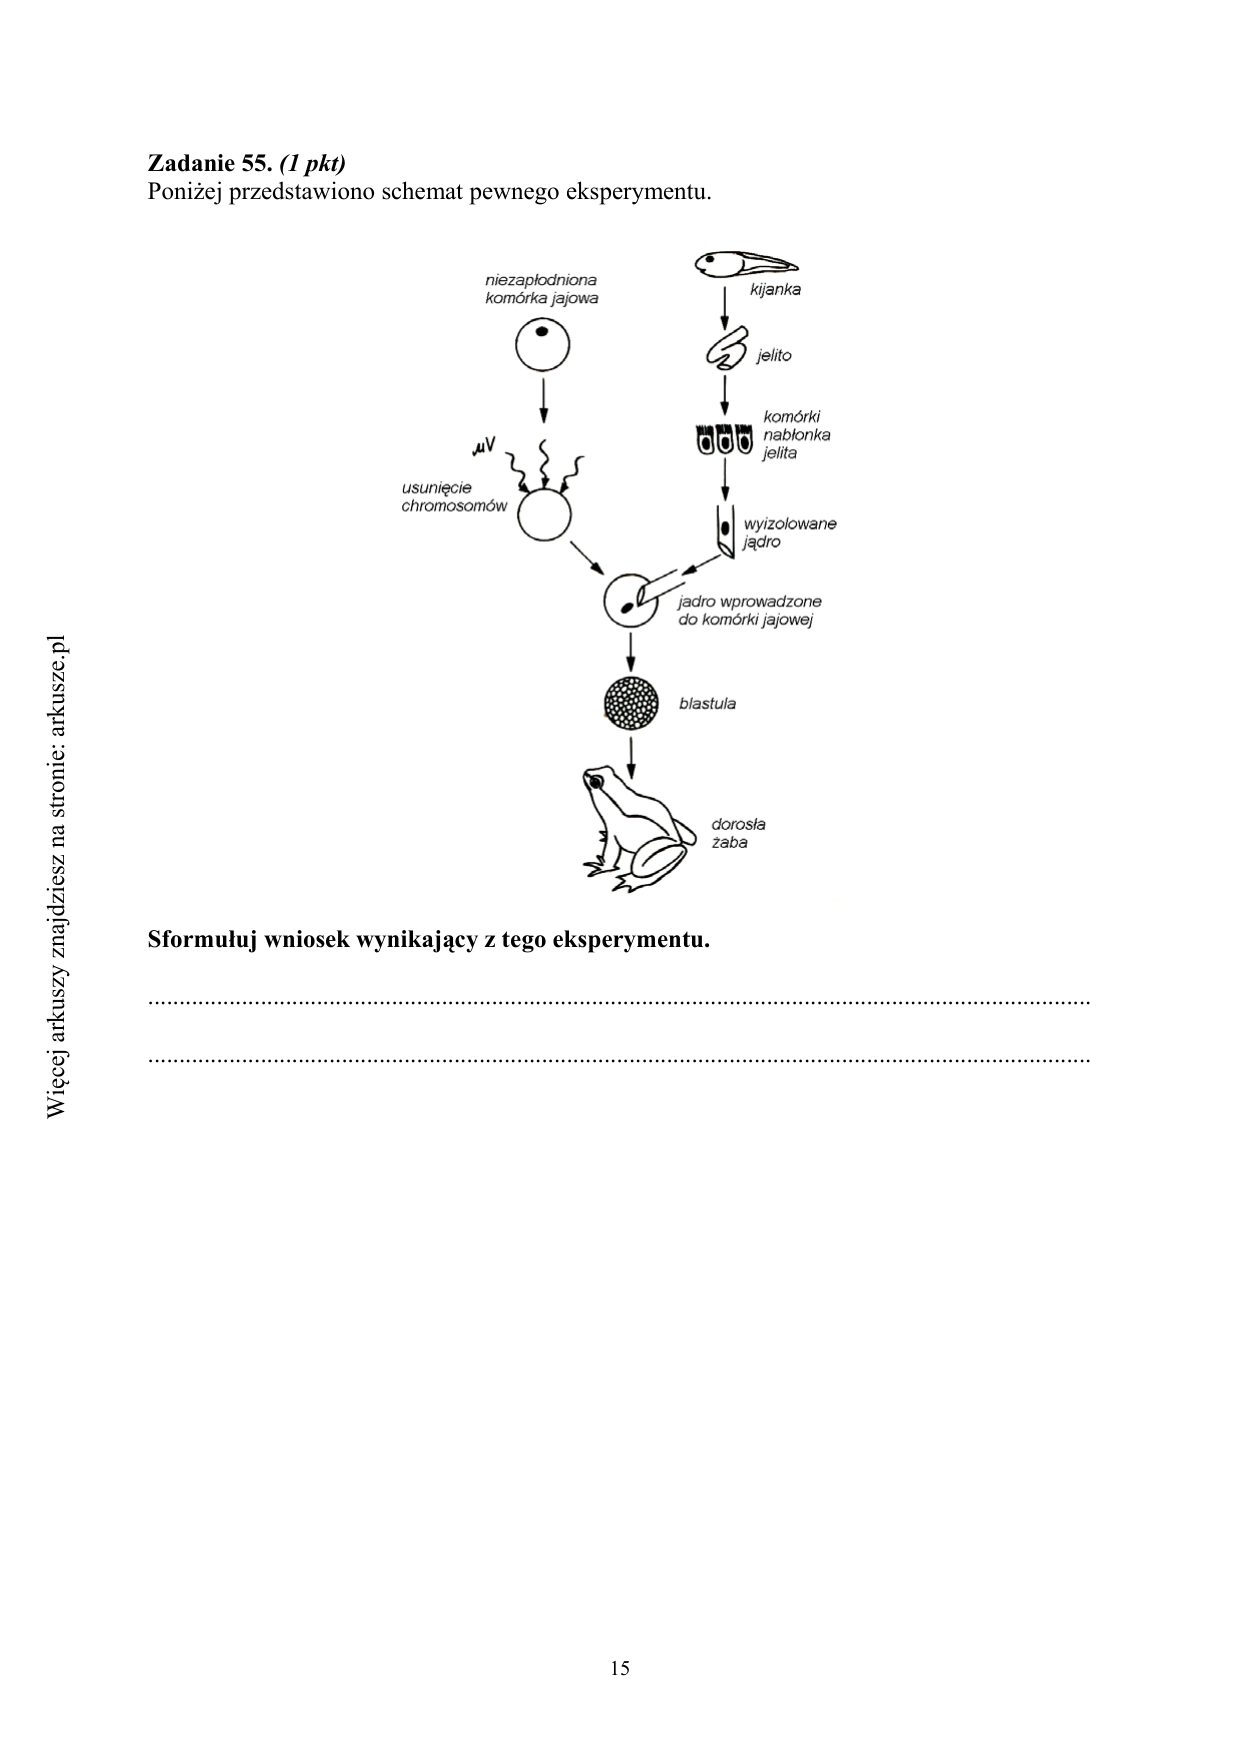 Zadanie 55. (1 pkt)
Poniżej przedstawiono schemat pewnego eksperymentu.
niezapłodniona
komórka jajowa
kijanka
jelito
komórki
nabłonka
jelita
μV
usunięcie
chromosomów
wyizolowane
jądro
jadro wprowadzone
do komórki jajowej
blastula
dorosła
żaba
Sformułuj wniosek wynikający z tego eksperymentu.
Więcej arkuszy znajdziesz na stronie: arkusze.pl
15